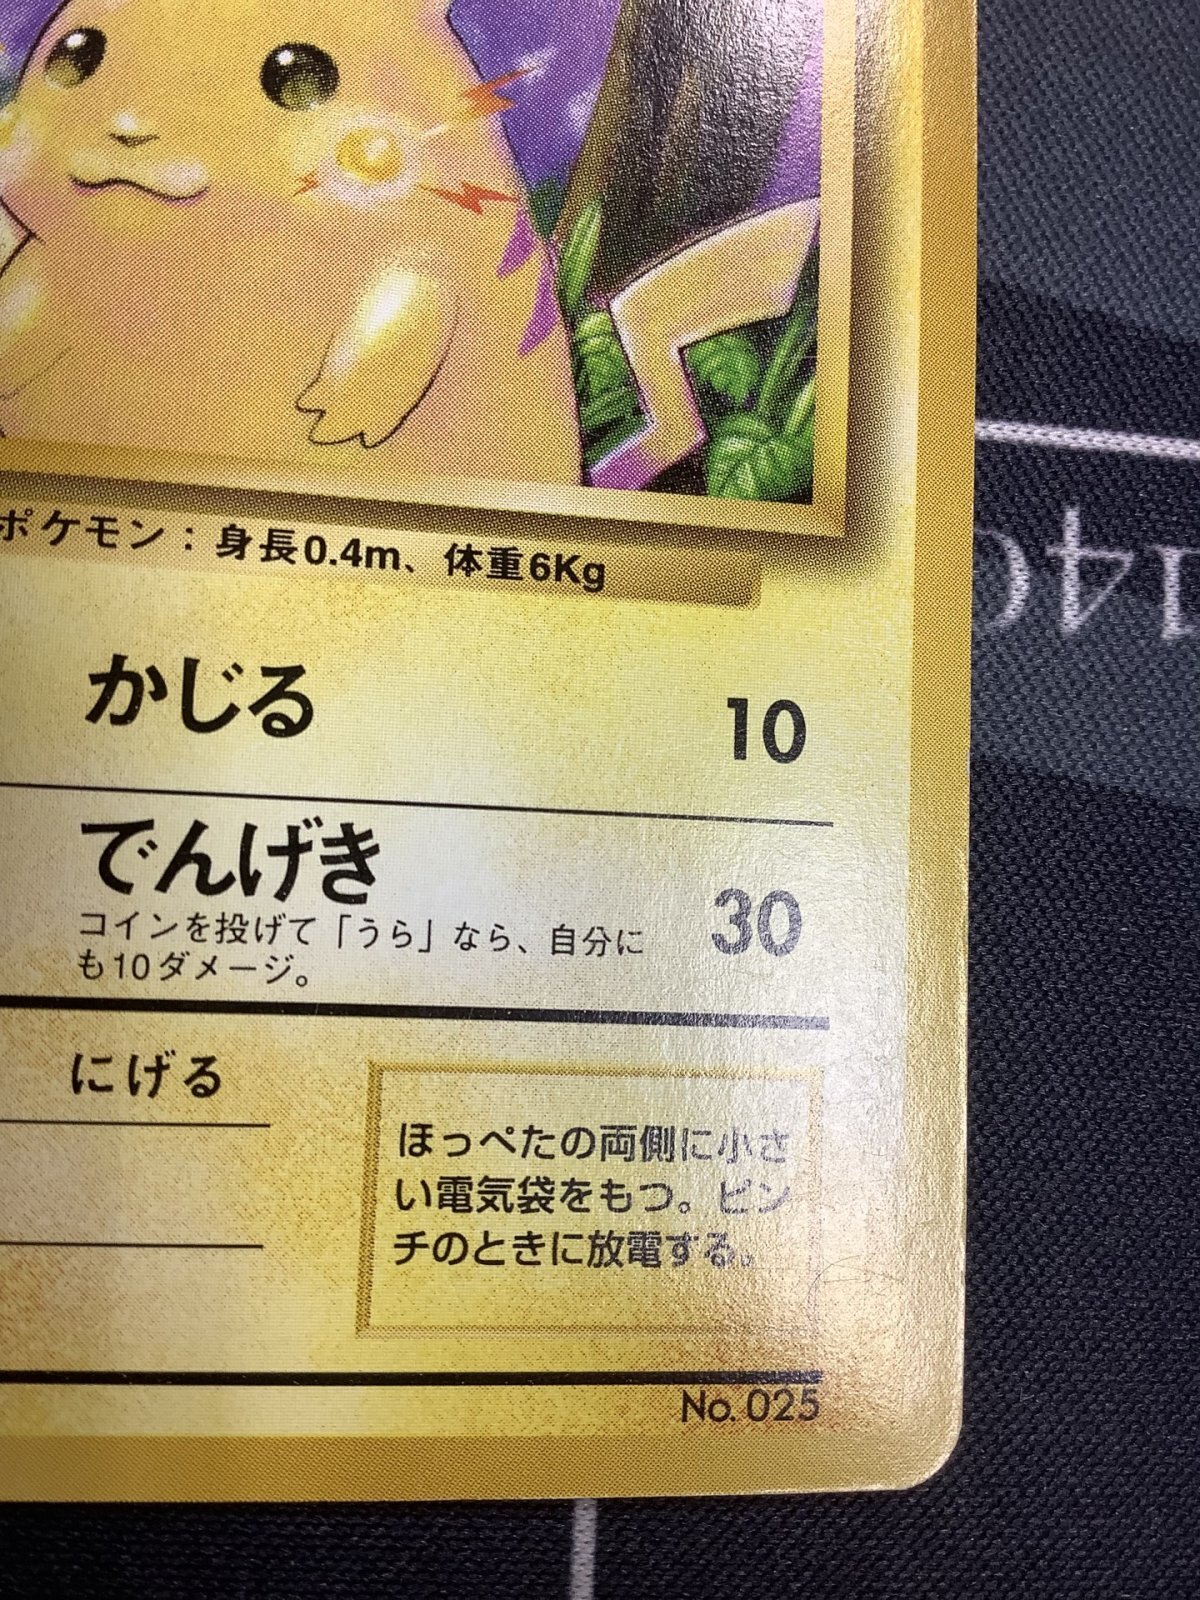 ポケモン：身長0.4m、体重6Kg
かじる 10
でんげき 30
コインを投げて「うら」なら、自分に
も10ダメージ。
にげる
ほっぺたの両側に小さ
い電気袋をもつ。ピン
チのときに放電する。
No. 025